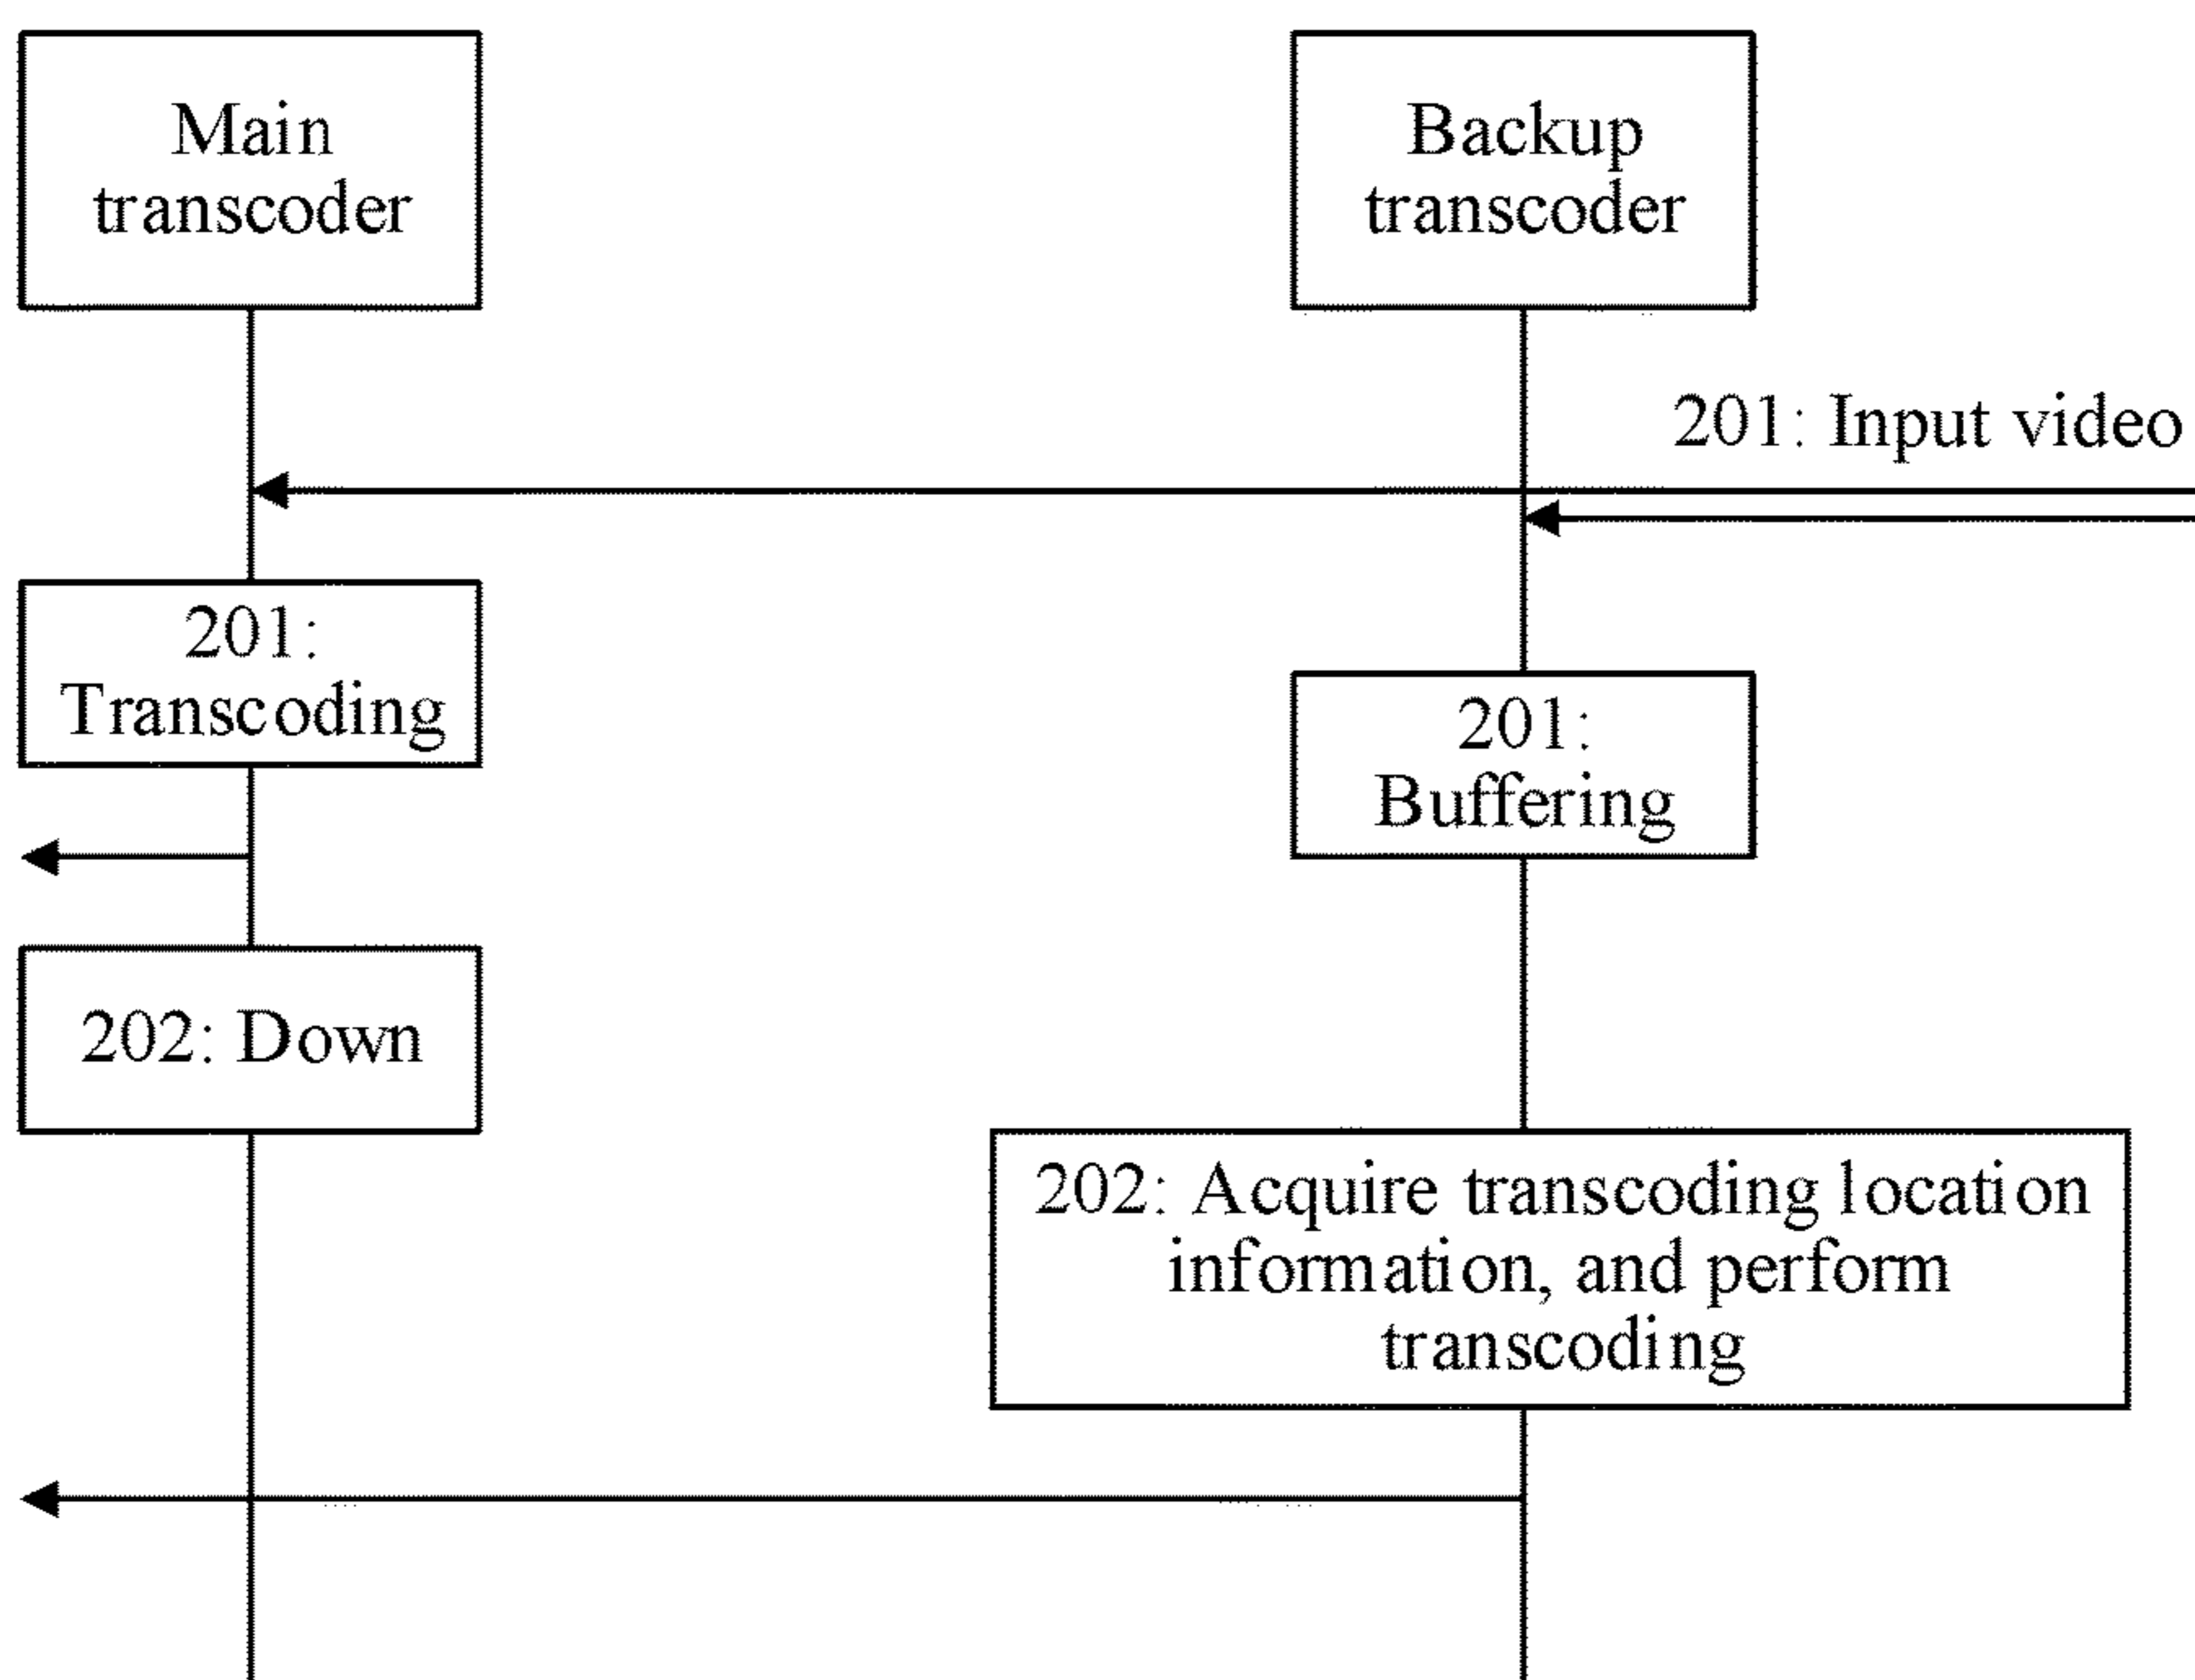 Main
transcoder
Backup
transcoder
201: Input video
201:
Transcoding
201:
Buffering
202: Down
202: Acquire transcoding location
information, and perform
transcoding